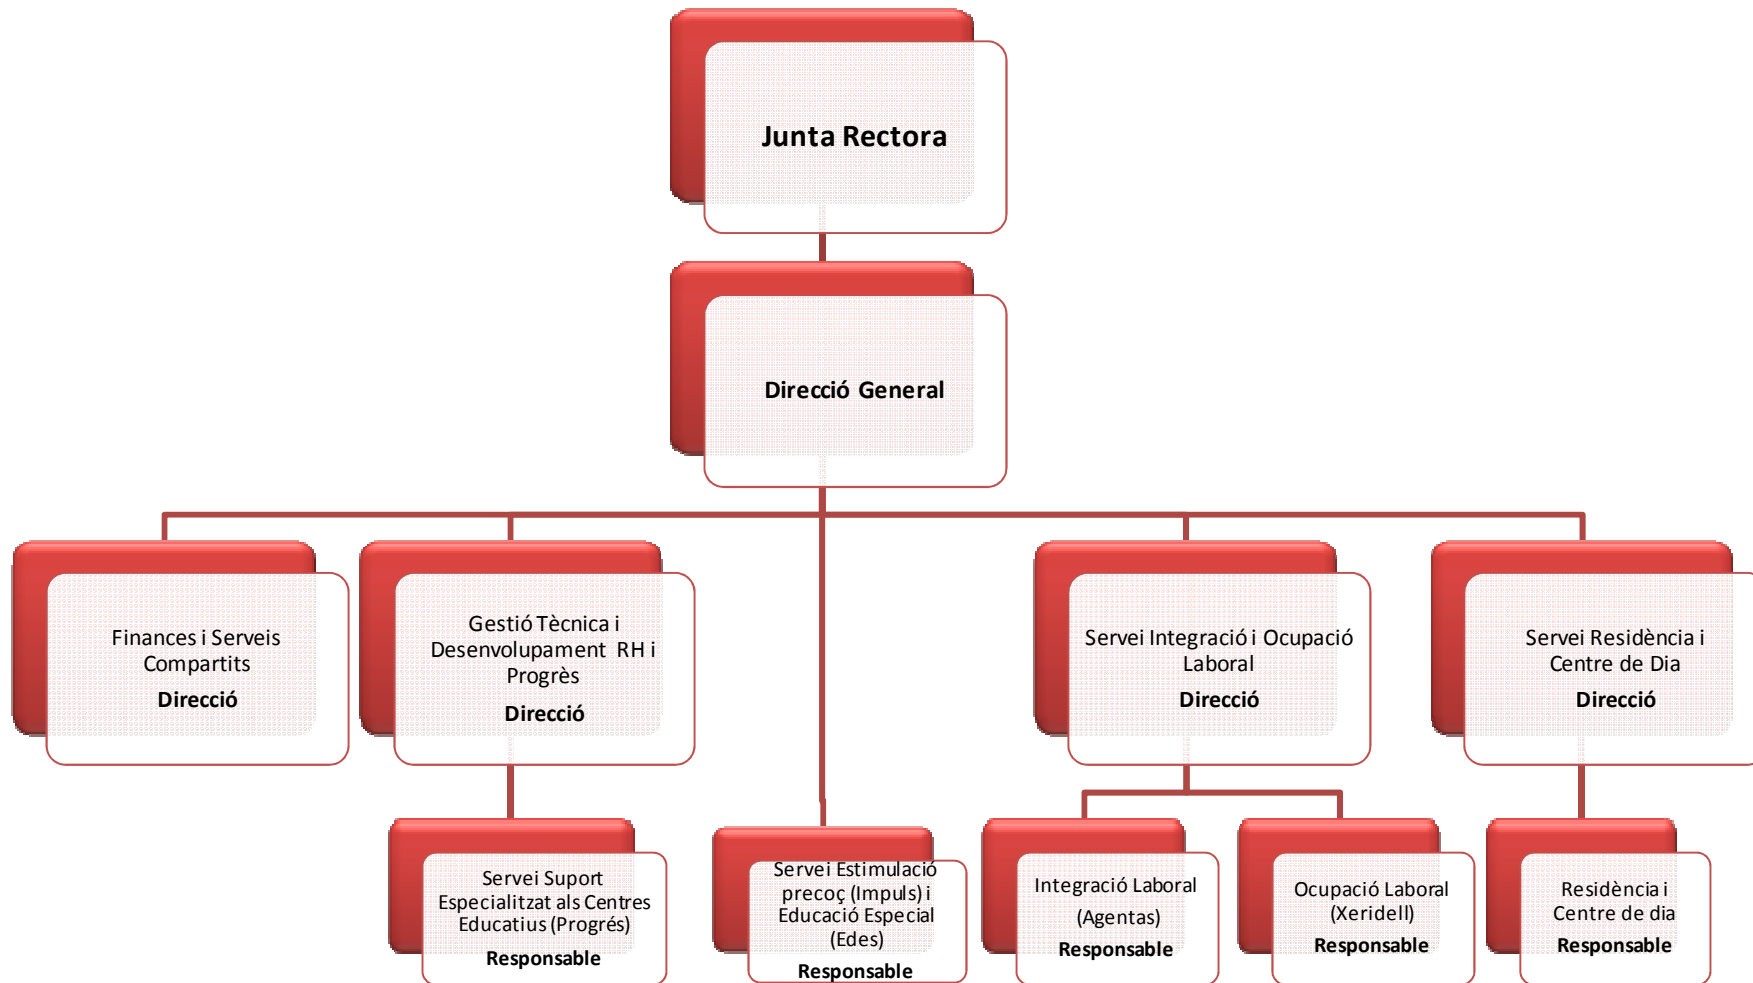 Junta Rectora
Direcció General
Finances i Serveis
Compartits
Direcció
Gestió Tècnica i
Desenvolupament RH i
Progrès
Direcció
Servei Integració i Ocupació
Laboral
Direcció
Servei Residència i
Centre de Dia
Direcció
Servei Suport
Especialitzat als Centres
Educatius (Progrés)
Responsable
Servei Estimulació
precoç (Impuls) i
Educació Especial
(Edes)
Responsable
Integració Laboral
(Agentas)
Responsable
Ocupació Laboral
(Xeridell)
Responsable
Residència i
Centre de dia
Responsable